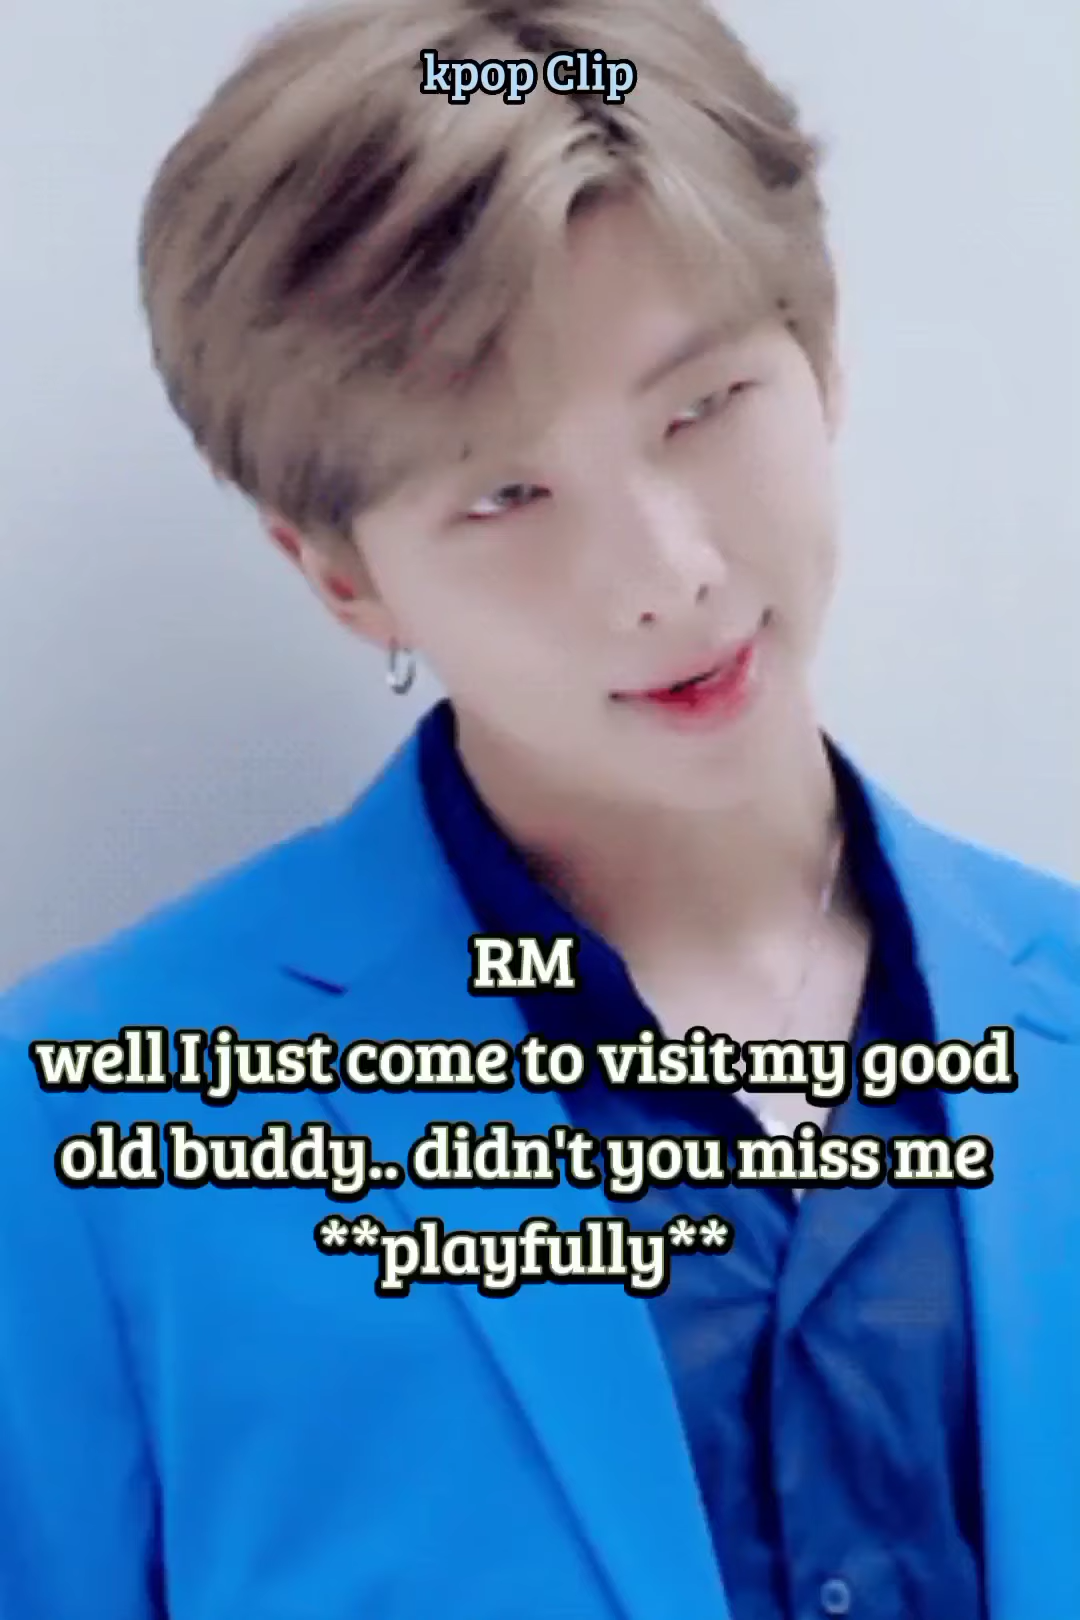 kpop Clip
RM
well I just come to visit my good
old buddy.. didn't you miss me
**playfully**